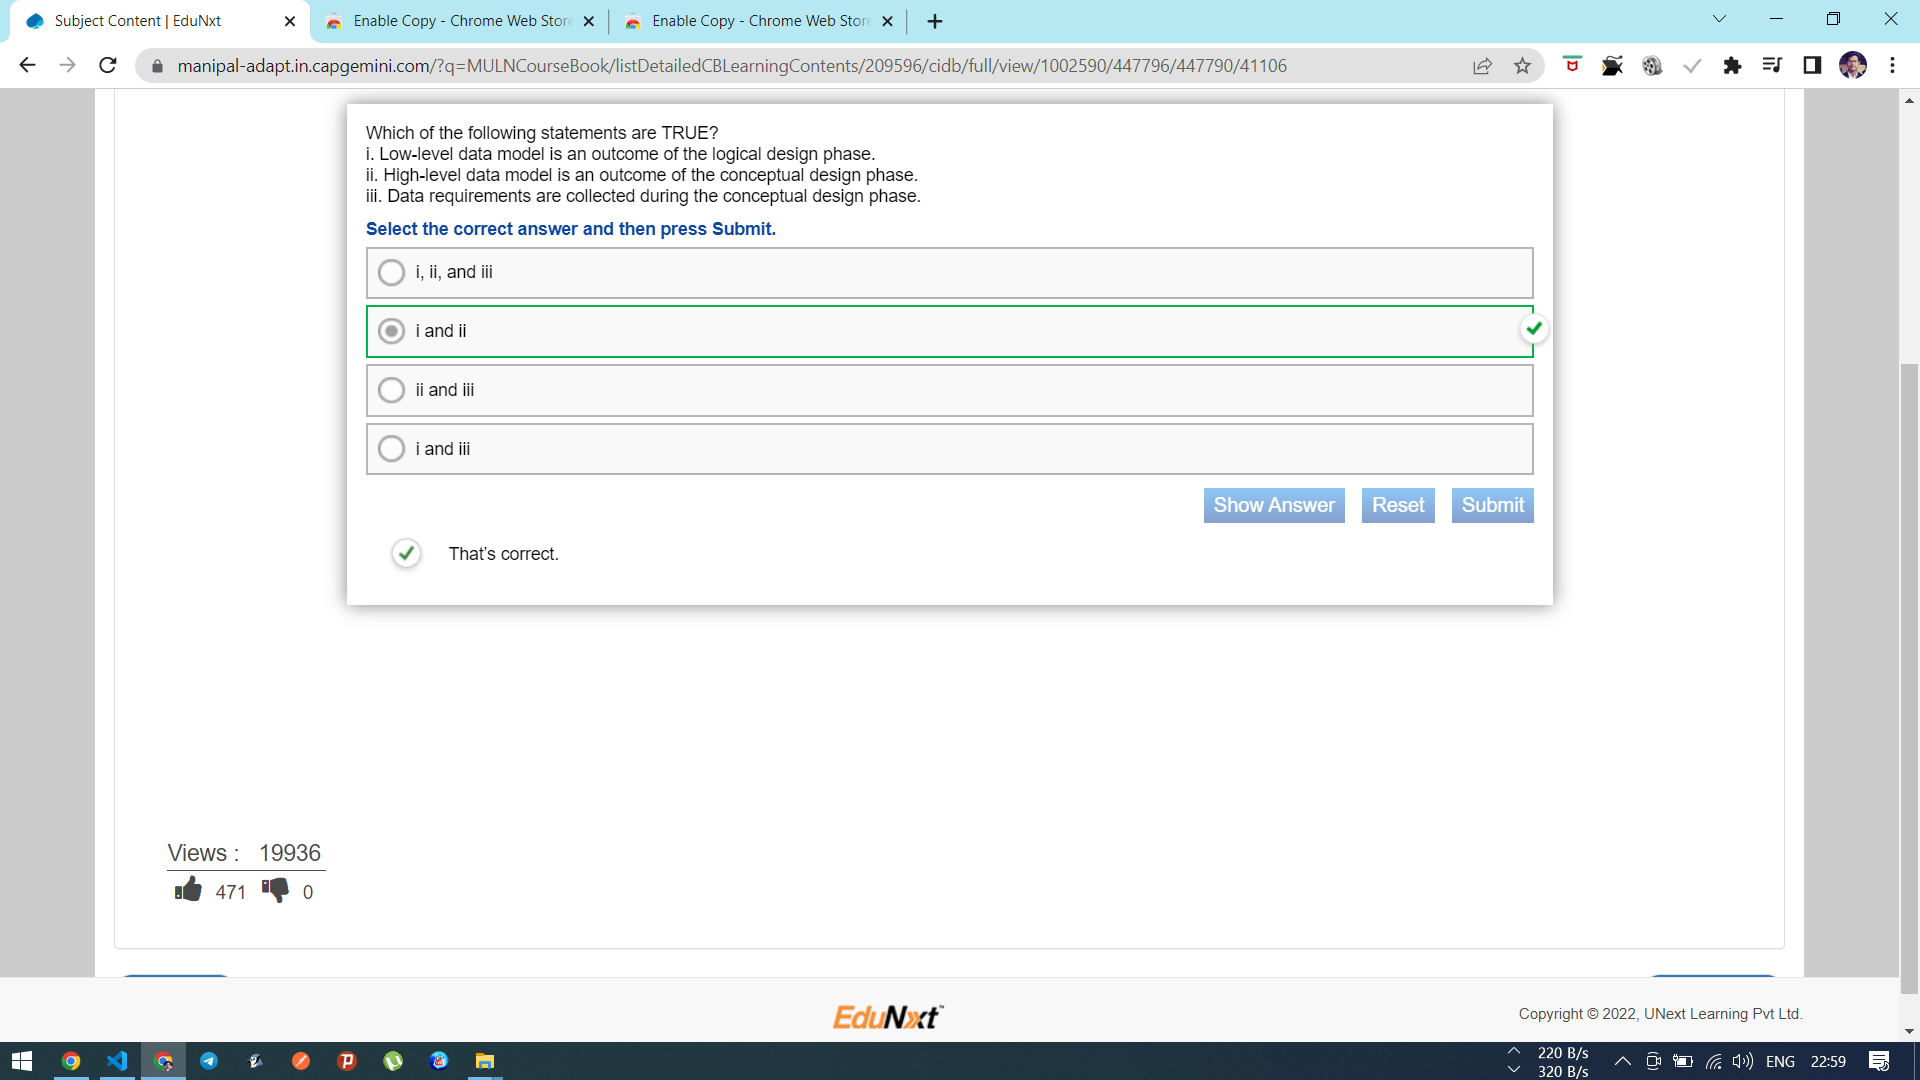 Subject Content | EduNxt
Enable Copy - Chrome Web Store
Enable Copy - Chrome Web Store
manipal-adapt.in.capgemini.com/?q=MULNCourseBook/listDetailedCBLearningContents/209596/cidb/full/view/1002590/447796/447790/41106
Which of the following statements are TRUE?
i. Low-level data model is an outcome of the logical design phase.
ii. High-level data model is an outcome of the conceptual design phase.
iii. Data requirements are collected during the conceptual design phase.
Select the correct answer and then press Submit.
i, ii, and iii
i and ii
ii and iii
i and iii
Show Answer Reset Submit
That's correct.
Views : 19936
471 0
EduNxt™
Copyright © 2022, UNext Learning Pvt Ltd.
220 B/s
320 B/s
ENG 22:59